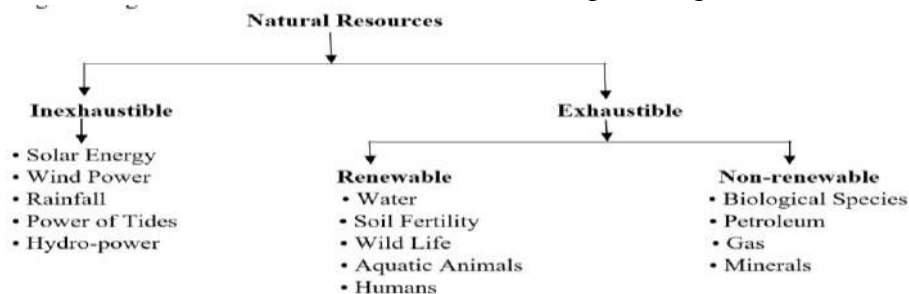 Natural Resources
Inexhaustible
• Solar Energy
• Wind Power
• Rainfall
• Power of Tides
• Hydro-power
Exhaustible
Renewable
• Water
• Soil Fertility
• Wild Life
• Aquatic Animals
• Humans
Non-renewable
• Biological Species
• Petroleum
• Gas
• Minerals